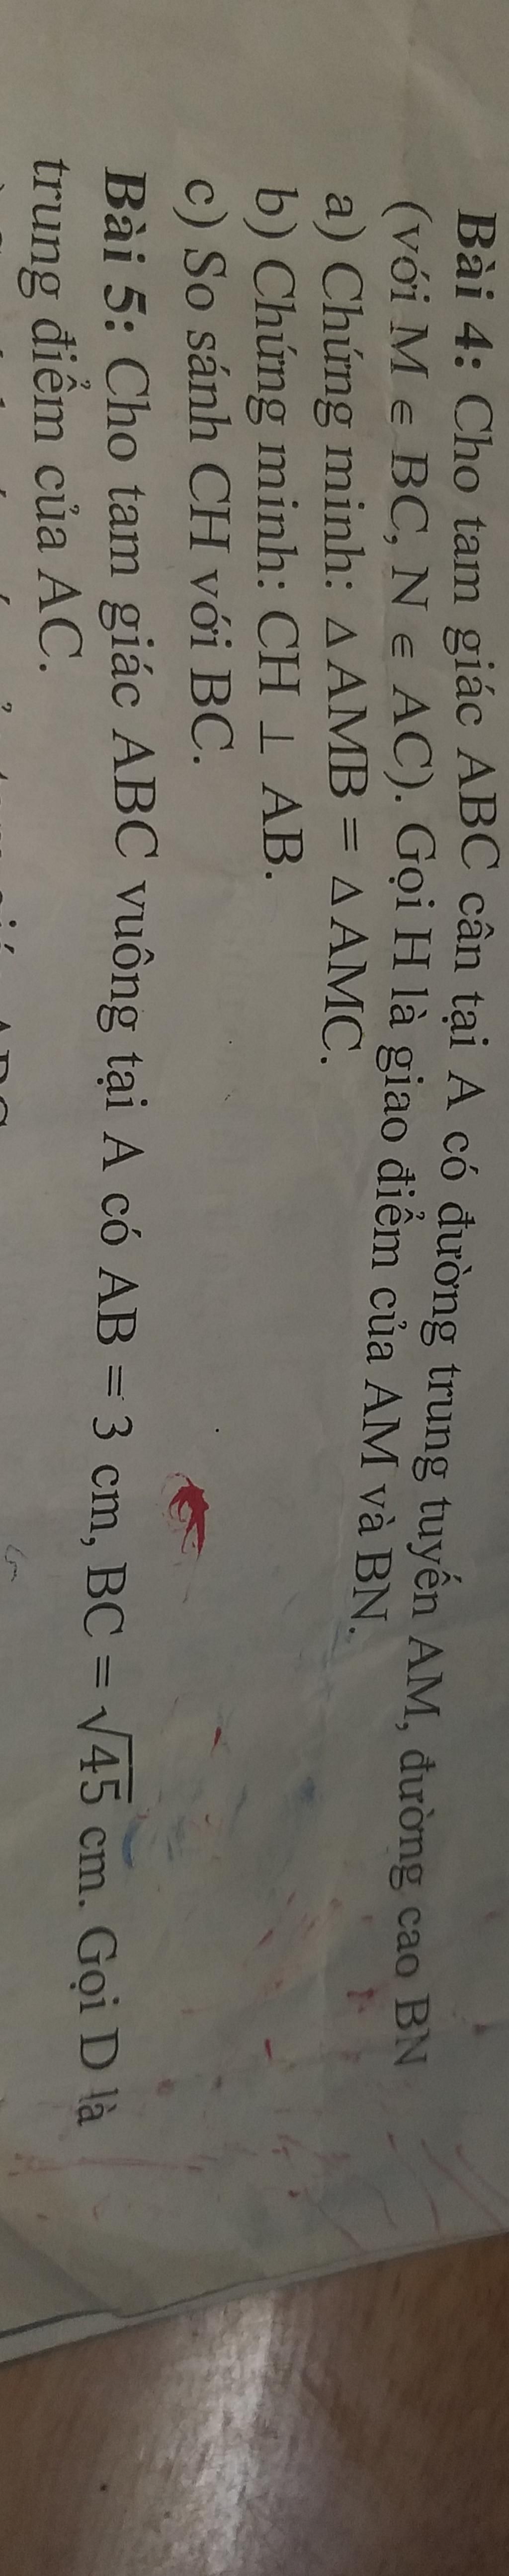 Bài 4: Cho tam giác ABC cân tại A có đường trung tuyến AM, đường cao BN
(với M ∈ BC, N ∈ AC). Gọi H là giao điểm của AM và BN.
a) Chứng minh: △AMB = △AMC.
b) Chứng minh: CH ⊥ AB.
c) So sánh CH với BC.
Bài 5: Cho tam giác ABC vuông tại A có AB = 3 cm, BC = √45 cm. Gọi D là
trung điểm của AC.